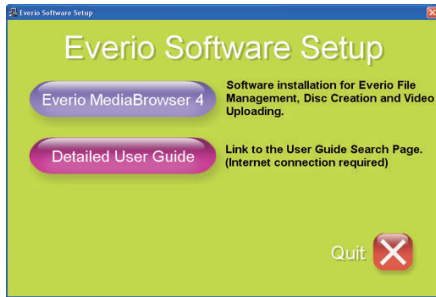 Everio Software Setup
Everio Software Setup
Everio MediaBrowser 4
Software installation for Everio File
Management, Disc Creation and Video
Uploading.
Detailed User Guide
Link to the User Guide Search Page.
(Internet connection required)
Quit